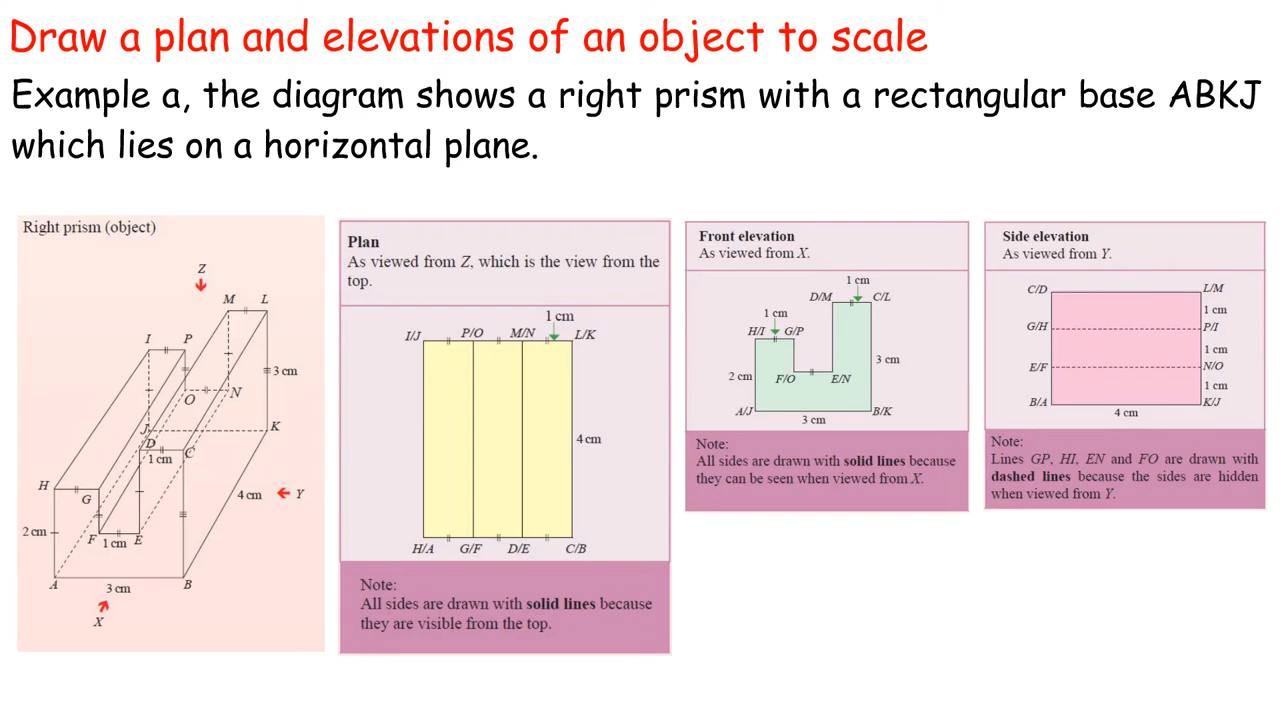 Draw a plan and elevations of an object to scale
Example a, the diagram shows a right prism with a rectangular base ABKJ
which lies on a horizontal plane.
Right prism (object)
Z
M L
I P
3 cm
O N
J K
D
1 cm C
H G
4 cm Y
2 cm
F 1 cm E
A 3 cm B
X
Plan
As viewed from Z, which is the view from the
top.
1 cm
I/J P/O M/N L/K
4 cm
H/A G/F D/E C/B
Note:
All sides are drawn with solid lines because
they are visible from the top.
Front elevation
As viewed from X.
1 cm
D/M C/L
1 cm
H/I G/P
3 cm
2 cm F/O E/N
A/J B/K
3 cm
Note:
All sides are drawn with solid lines because
they can be seen when viewed from X.
Side elevation
As viewed from Y.
C/D L/M
1 cm
G/H P/I
1 cm
E/F N/O
1 cm
B/A K/J
4 cm
Note:
Lines GP, HI, EN and FO are drawn with
dashed lines because the sides are hidden
when viewed from Y.